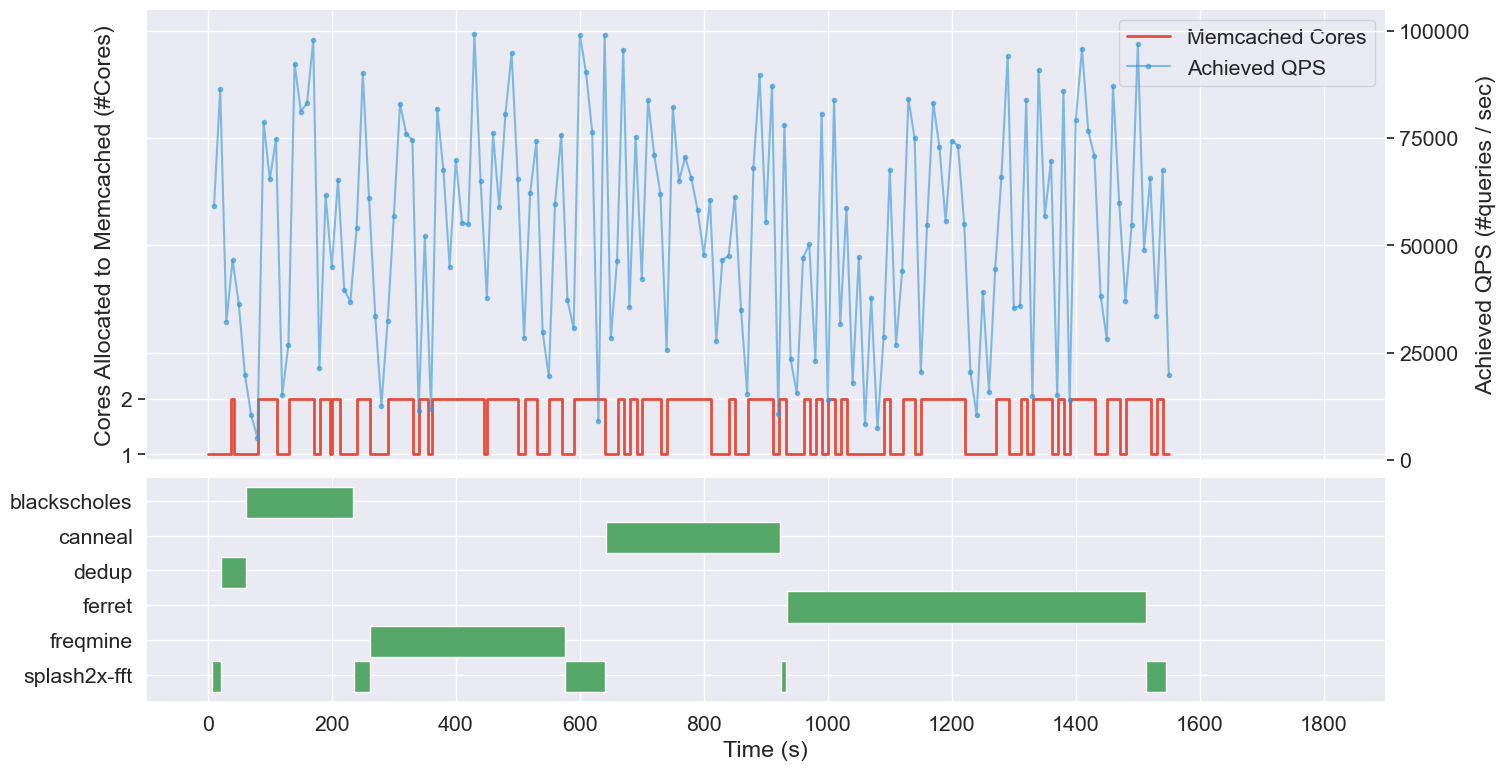 Cores Allocated to Memcached (#Cores)
2
1
Memcached Cores
Achieved QPS
100000
75000
50000
25000
0
Achieved QPS (#queries / sec)
blackscholes
canneal
dedup
ferret
freqmine
splash2x-fft
0 200 400 600 800 1000 1200 1400 1600 1800
Time (s)